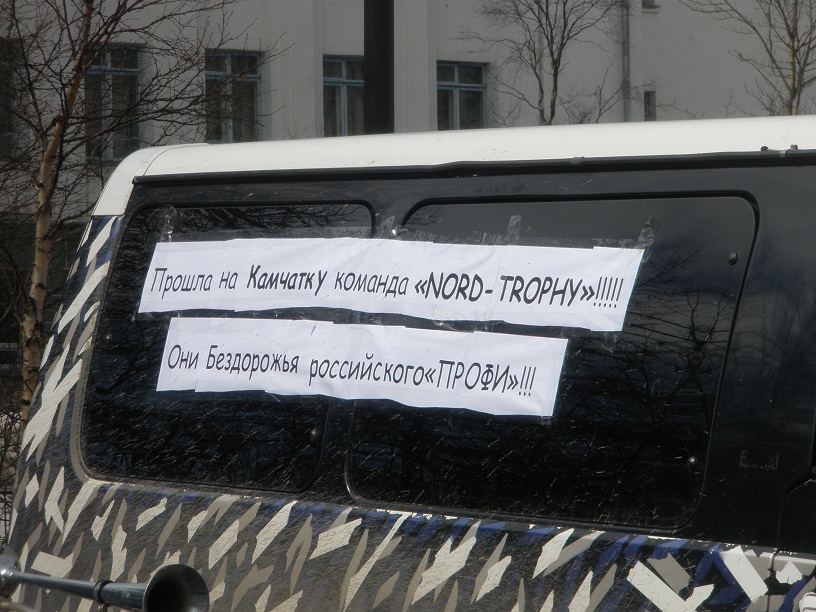 Прошла на Камчатку команда «NORD-TROPHY»!!!!!
Они Бездорожья российского«ПРОФИ»!!!